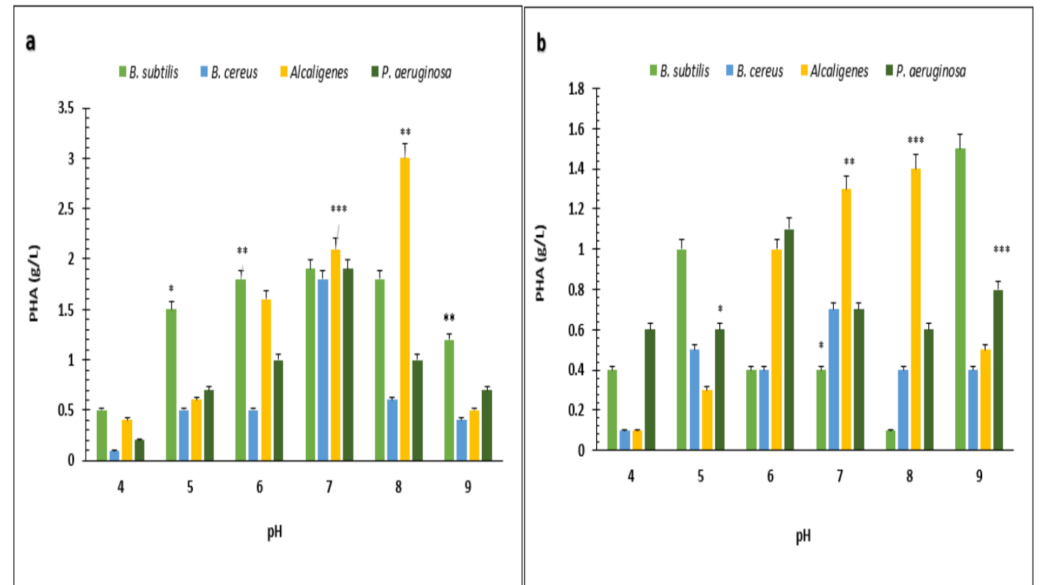 a
B. subtilis B. cereus Alcaligenes P. aeruginosa
3.5
3
2.5
2
1.5
1
0.5
0
PHA (g/L)
*
**
***
**
**
4 5 6 7 8 9
pH
b
B. subtilis B. cereus Alcaligenes P. aeruginosa
1.8
1.6
1.4
1.2
1
0.8
0.6
0.4
0.2
0
PHA (g/L)
*
*
**
***
***
4 5 6 7 8 9
pH